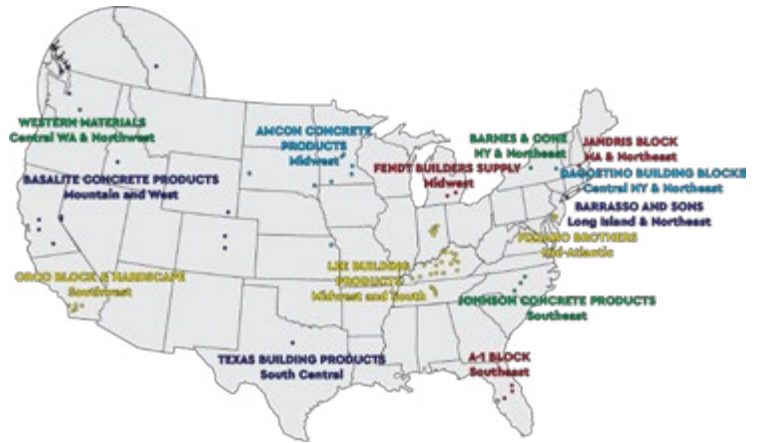 WESTERN MATERIALS
Central WA & Northwest
AMCON CONCRETE
PRODUCTS
Midwest
BARNES & CONE
NY & Northeast
JANDRIS BLOCK
MA & Northeast
FENDT BUILDERS SUPPLY
Midwest
DAGOSTINO BUILDING BLOCKS
Central NY & Northeast
BASALITE CONCRETE PRODUCTS
Mountain and West
BARRASSO AND SONS
Long Island & Northeast
BROTHERS
Mid-Atlantic
ORCO BLOCK & HARDSCAPE
Southwest
LEE BUILDING
PRODUCTS
Midwest and South
JOHNSON CONCRETE PRODUCTS
Southeast
TEXAS BUILDING PRODUCTS
South Central
A-1 BLOCK
Southeast